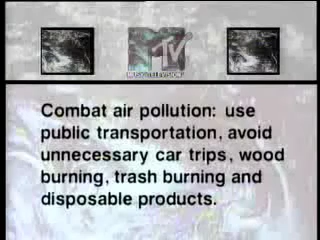 MTV
MUSIC TELEVISION
Combat air pollution: use
public transportation, avoid
unnecessary car trips, wood
burning, trash burning and
disposable products.